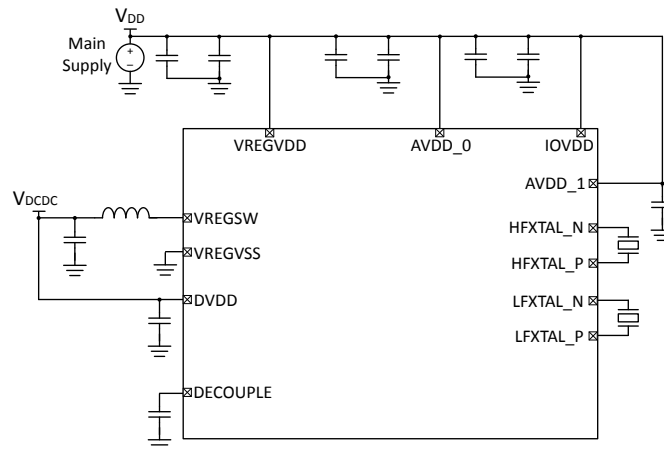 VDD
Main
Supply
+
−
VREGVDD
AVDD_0
IOVDD
AVDD_1
VDCDC
VREGSW
HFXTAL_N
VREGVSS
HFXTAL_P
DVDD
LFXTAL_N
LFXTAL_P
DECOUPLE